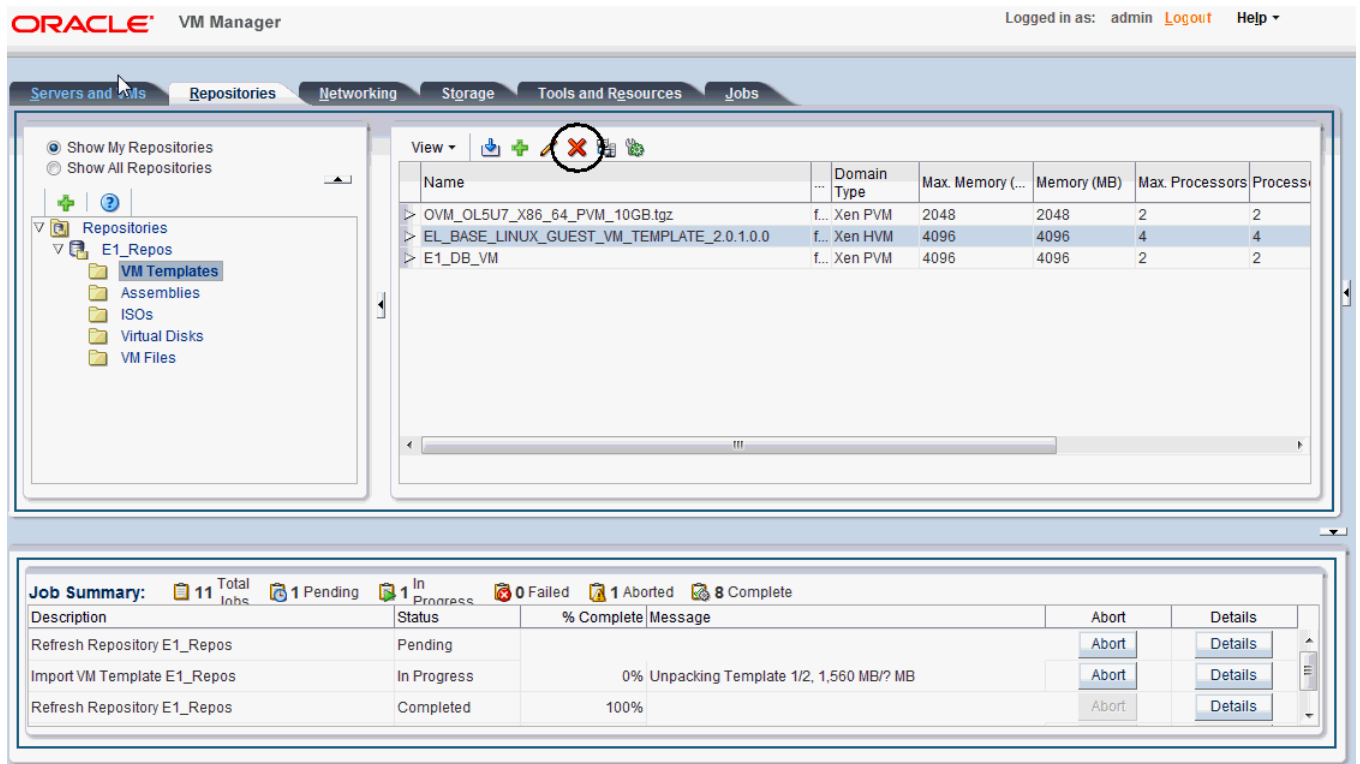 ORACLE VM Manager Logged in as: admin Logout Help
Servers and VMs Repositories Networking Storage Tools and Resources Jobs
Show My Repositories
Show All Repositories
Repositories
E1_Repos
VM Templates
Assemblies
ISOs
Virtual Disks
VM Files
View
Name ... Domain Type Max. Memory (... Memory (MB) Max. Processors Process
OVM_OL5U7_X86_64_PVM_10GB.tgz f... Xen PVM 2048 2048 2 2
EL_BASE_LINUX_GUEST_VM_TEMPLATE_2.0.1.0.0 f... Xen HVM 4096 4096 4 4
E1_DB_VM f... Xen PVM 4096 4096 2 2
Job Summary: 11 Total Jobs 1 Pending 1 In Progress 0 Failed 1 Aborted 8 Complete
Description Status % Complete Message Abort Details
Refresh Repository E1_Repos Pending Abort Details
Import VM Template E1_Repos In Progress 0% Unpacking Template 1/2, 1,560 MB/? MB Abort Details
Refresh Repository E1_Repos Completed 100% Abort Details